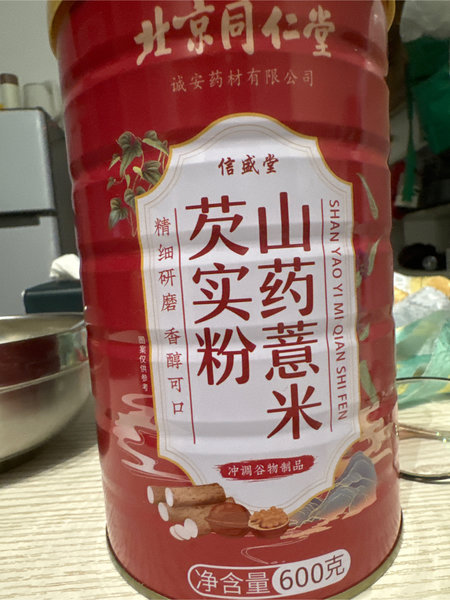 北京同仁堂
诚安药材有限公司
信盛堂
山药薏米
芡实粉
SHAN YAO YI MI QIAN SHI FEN
精细研磨 香醇可口
图案仅供参考
冲调谷物制品
净含量 600克